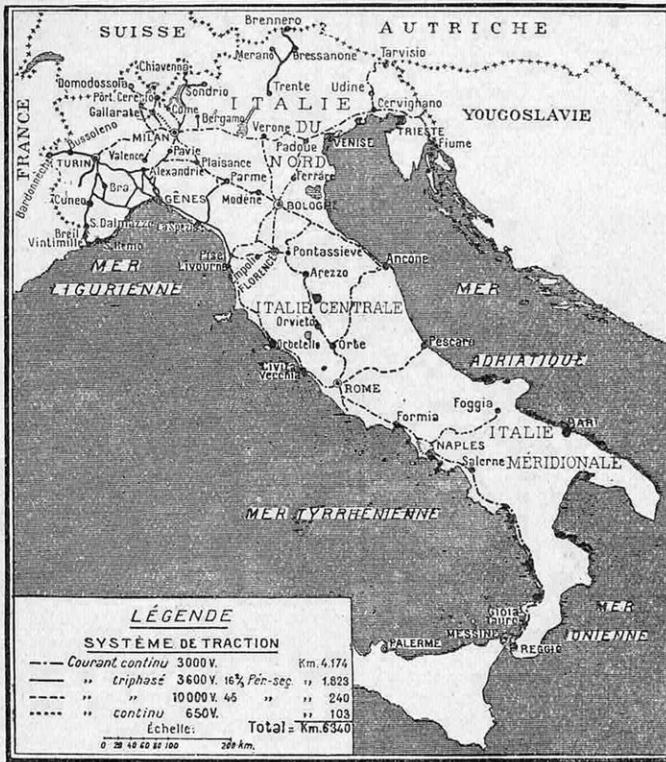 SUISSE
AUTRICHE
Brennero
Tarvisio
Chiavenna
Merano
Bressanone
Domodossola
Sondrio
Trente
Udine
Port. Ceresio
Côme
ITALIE
Cervignano
Gallarate
Bergamo
DU
YOUGOSLAVIE
FRANCE
Bussoleno
MILAN
Verone
TRIESTE
Padoue
VENISE
Fiume
Bardonnecchia
TURIN
Valence
Pavie
Plaisance
NORD
Alexandrie
Parme
Ferrare
Bra
Modène
Cúneo
GÊNES
BOLOGNE
S. Dalmazzo
La Spezia
Breil
Vintimille
S. Remo
Pise
Empoli
Pontassieve
Livourne
FLORENCE
Ancône
MER
LIGURIENNE
Arezzo
MER
ITALIE CENTRALE
Orvieto
Orbetello
Orte
Pescara
ADRIATIQUE
Civita
Vecchia
ROME
Foggia
Formia
BARI
ITALIE
NAPLES
Salerne
MÉRIDIONALE
MER TYRRHÉNIENNE
Gioia
Tauro
MER
IONIENNE
PALERME
MESSINE
REGGIO
LÉGENDE
SYSTÈME DE TRACTION
Courant continu 3000 V. Km. 4.174
„ triphasé 3600 V. 16⅔ Pér-seç. „ 1.823
„ „ 10000 V. 45 „ „ 240
„ continu 650 V. „ 103
Échelle: Total = Km. 6340
0 20 40 60 80 100 200 km.